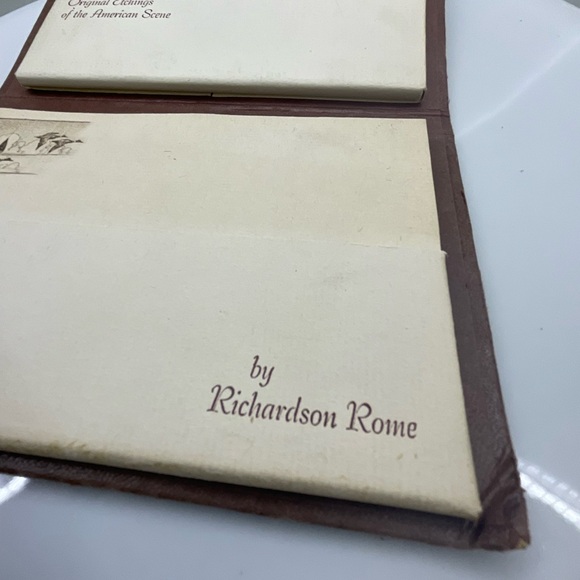 Original Etchings
of the American Scene
by
Richardson Rome